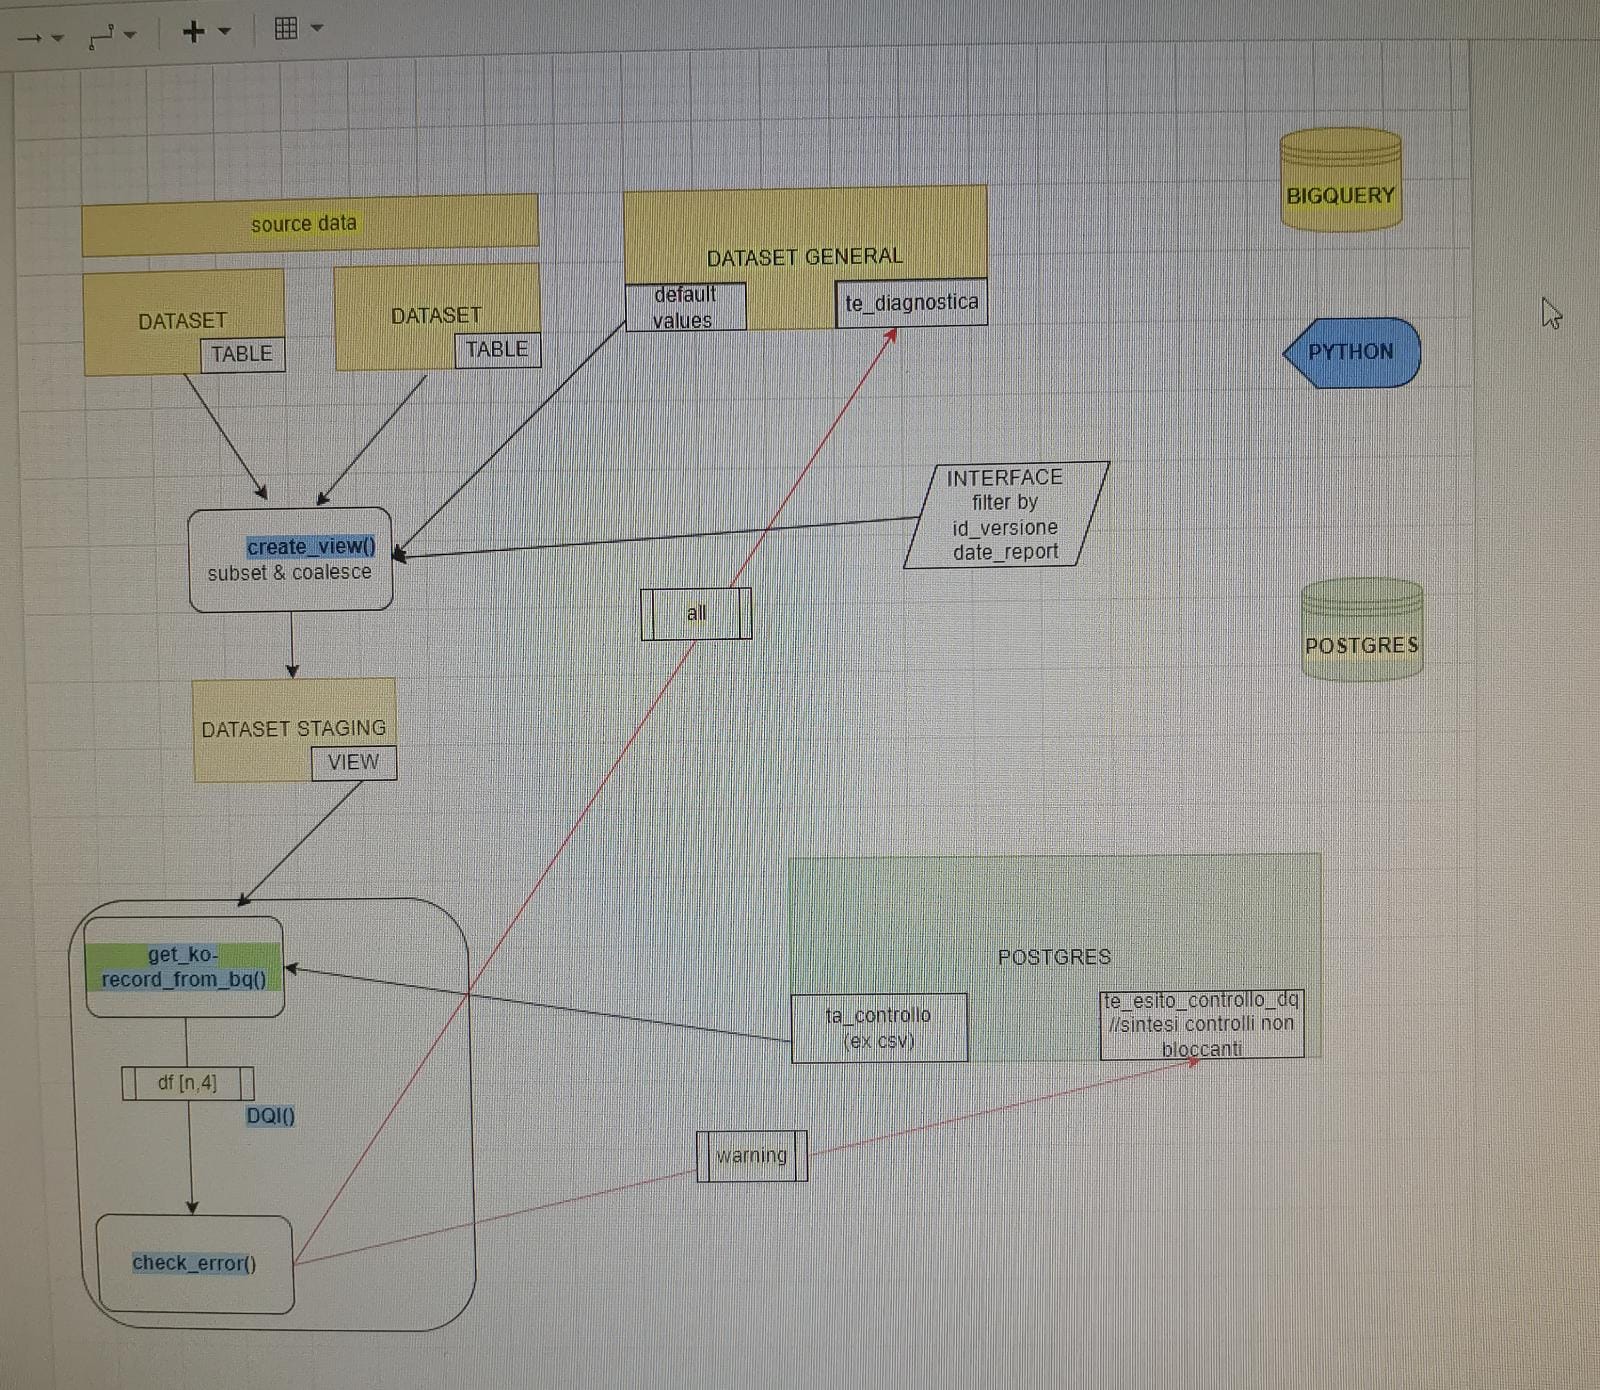 source data
DATASET
TABLE
DATASET
TABLE
DATASET GENERAL
default
values
te_diagnostica
BIGQUERY
PYTHON
INTERFACE
filter by
id_versione
date_report
create_view()
subset & coalesce
all
POSTGRES
DATASET STAGING
VIEW
get_ko-
record_from_bq()
POSTGRES
ta_controllo
(ex csv)
te_esito_controllo_dq
//sintesi controlli non
bloccanti
df [n,4]
DQI()
warning
check_error()